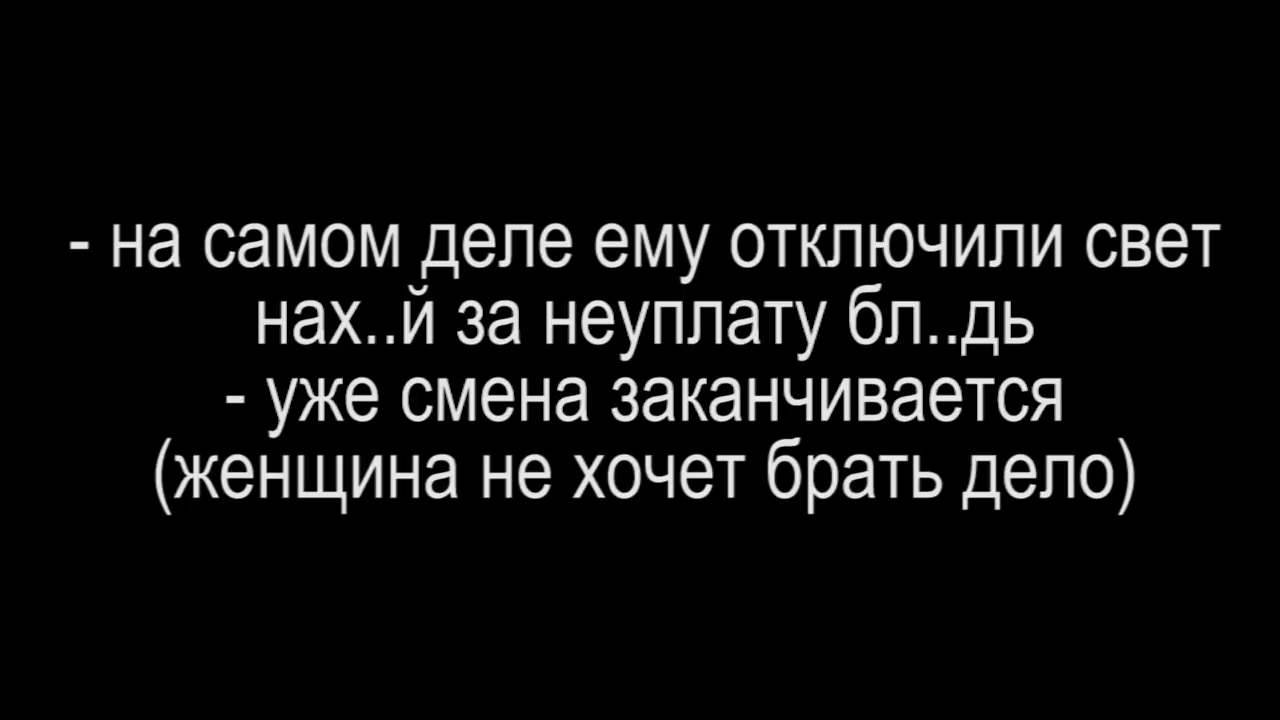 - на самом деле ему отключили свет
нах..й за неуплату бл..дь
- уже смена заканчивается
(женщина не хочет брать дело)